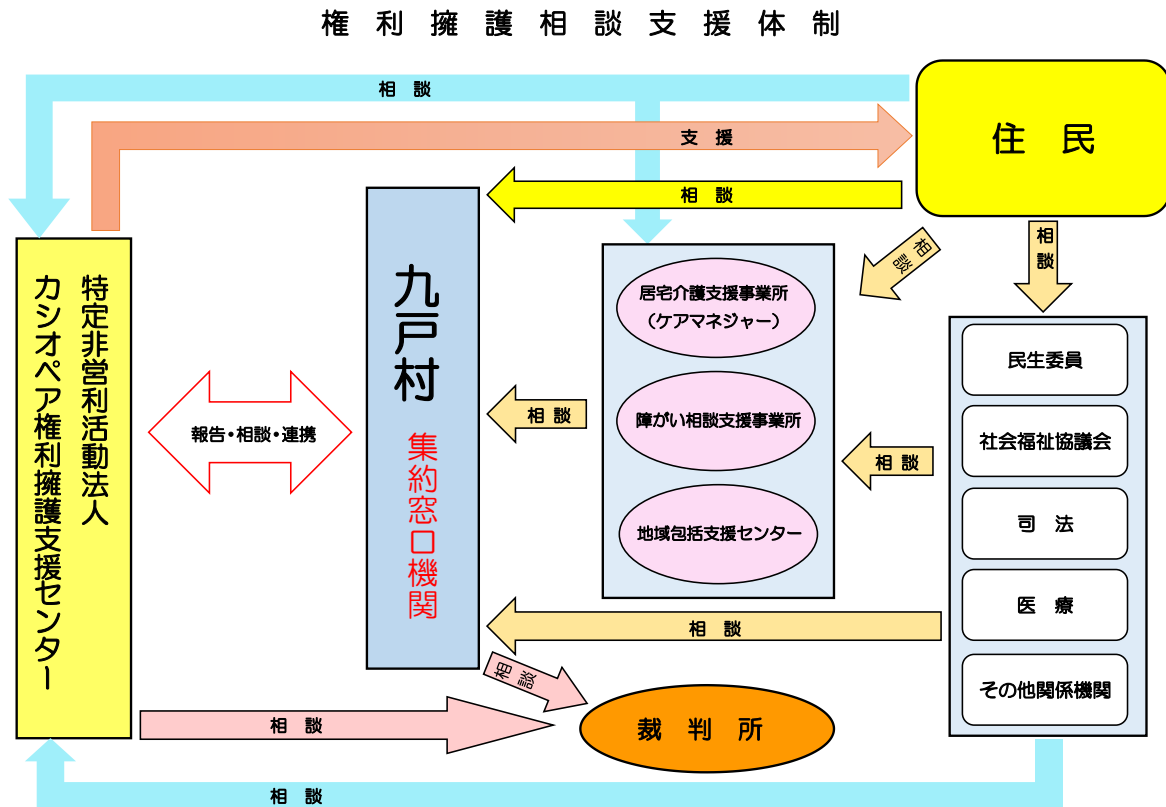 権利擁護相談支援体制
相談
住民
支援
相談
相談
相談
特定非営利活動法人
カシオペア権利擁護支援センター
九戸村
集約窓口機関
報告・相談・連携
居宅介護支援事業所
（ケアマネジャー）
障がい相談支援事業所
地域包括支援センター
相談
相談
民生委員
社会福祉協議会
司法
医療
その他関係機関
相談
相談
相談
裁判所
相談